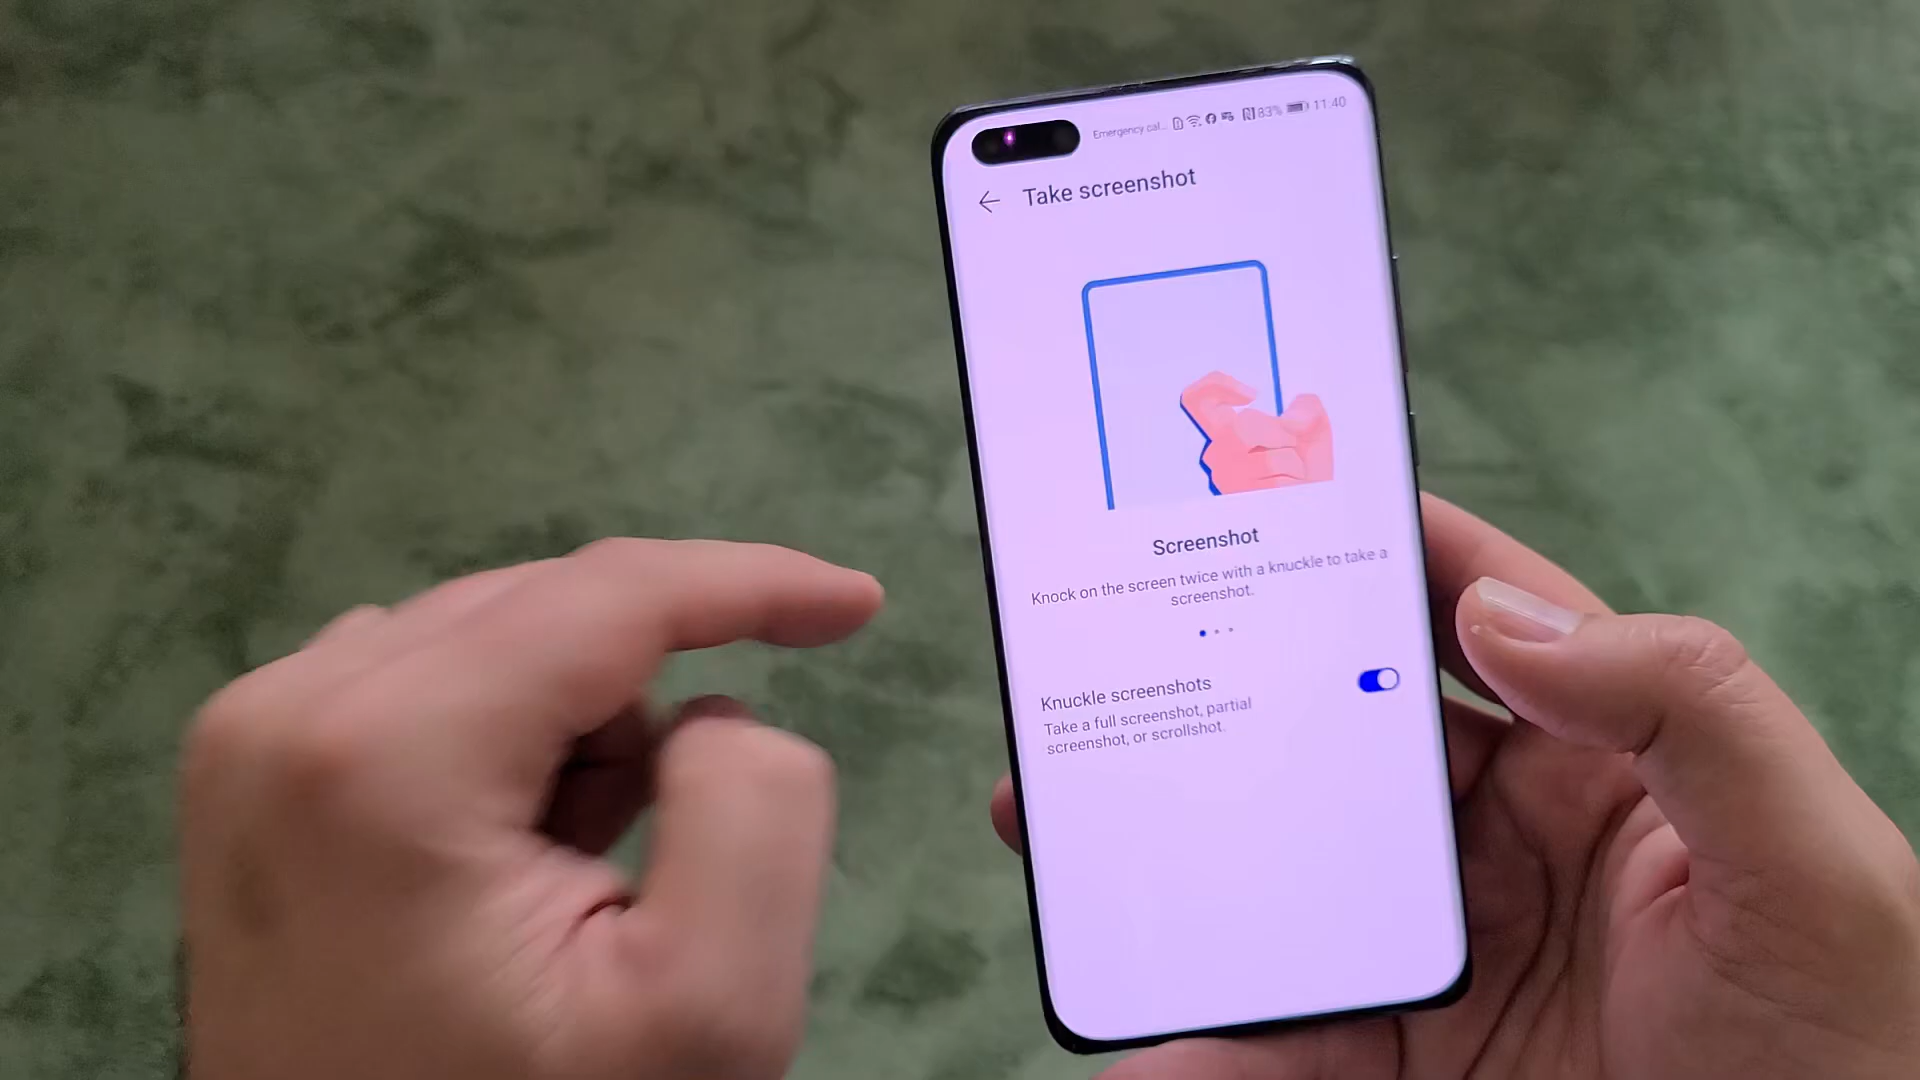 Emergency cal... 83% 11:40
Take screenshot
Screenshot
Knock on the screen twice with a knuckle to take a
screenshot.
Knuckle screenshots
Take a full screenshot, partial
screenshot, or scrollshot.